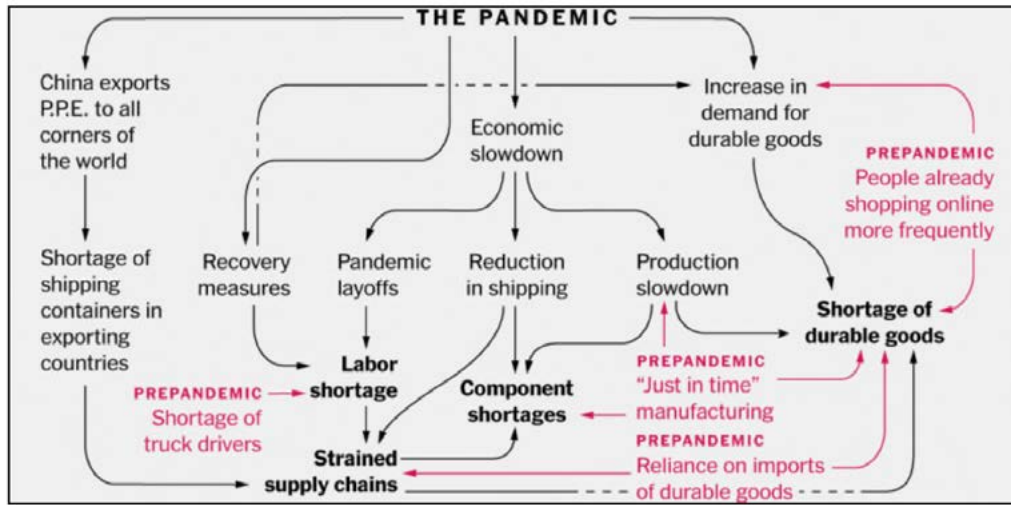 THE PANDEMIC
China exports
P.P.E. to all
corners of
the world
Economic
slowdown
Increase in
demand for
durable goods
PREPANDEMIC
People already
shopping online
more frequently
Shortage of
shipping
containers in
exporting
countries
Recovery
measures
Pandemic
layoffs
Reduction
in shipping
Production
slowdown
Shortage of
durable goods
Labor
shortage
PREPANDEMIC
Shortage of
truck drivers
Component
shortages
PREPANDEMIC
"Just in time"
manufacturing
Strained
supply chains
PREPANDEMIC
Reliance on imports
of durable goods